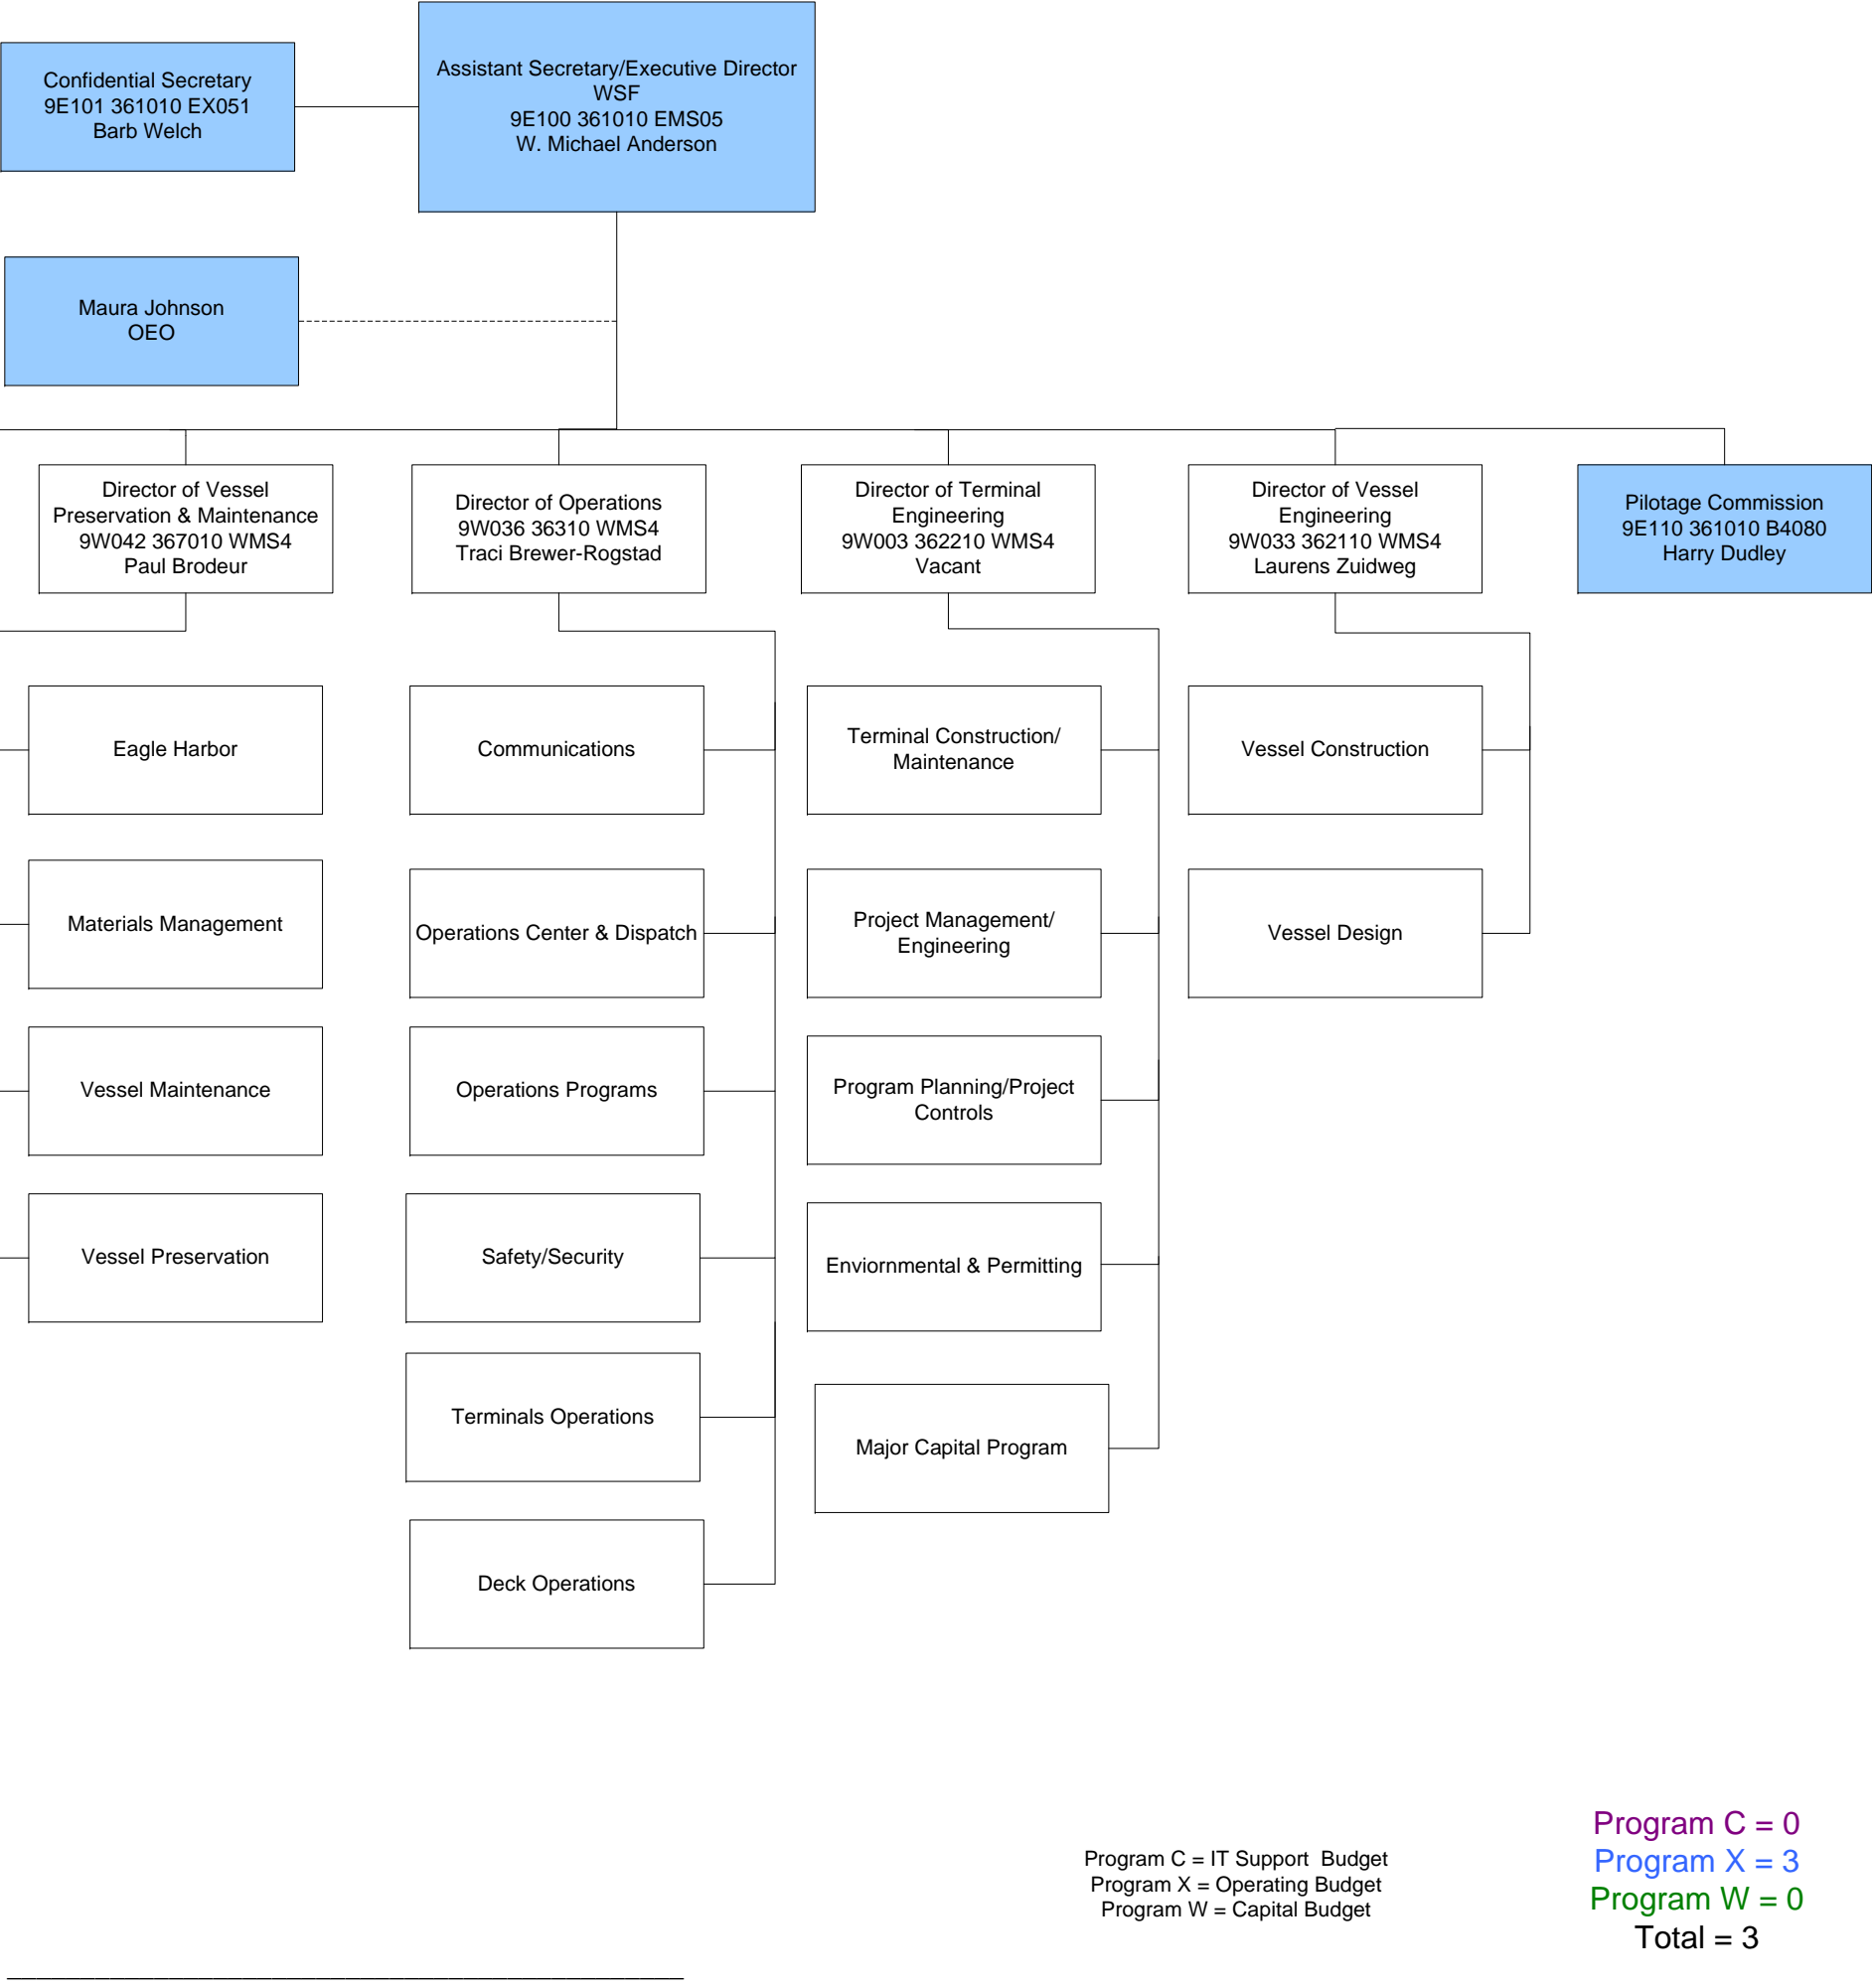 Confidential Secretary
9E101 361010 EX051
Barb Welch
Assistant Secretary/Executive Director
WSF
9E100 361010 EMS05
W. Michael Anderson
Maura Johnson
OEO
Director of Vessel
Preservation & Maintenance
9W042 367010 WMS4
Paul Brodeur
Director of Operations
9W036 36310 WMS4
Traci Brewer-Rogstad
Director of Terminal
Engineering
9W003 362210 WMS4
Vacant
Director of Vessel
Engineering
9W033 362110 WMS4
Laurens Zuidweg
Pilotage Commission
9E110 361010 B4080
Harry Dudley
Eagle Harbor
Materials Management
Vessel Maintenance
Vessel Preservation
Communications
Operations Center & Dispatch
Operations Programs
Safety/Security
Terminals Operations
Deck Operations
Terminal Construction/
Maintenance
Project Management/
Engineering
Program Planning/Project
Controls
Enviornmental & Permitting
Major Capital Program
Vessel Construction
Vessel Design
Program C = IT Support  Budget
Program X = Operating Budget
Program W = Capital Budget
Program C = 0
Program X = 3
Program W = 0
Total = 3